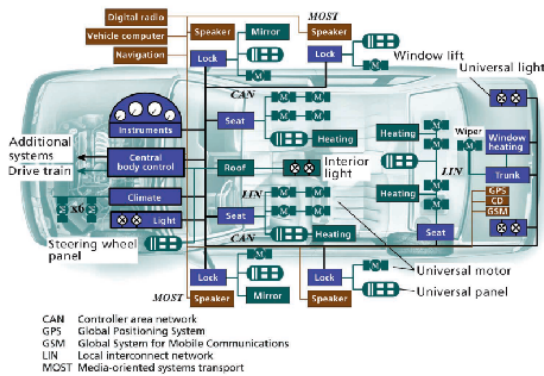 Digital radio
MOST
Vehicle computer
Speaker
Mirror
Speaker
Navigation
Lock
Lock
M
Window lift
Universal light
CAN
M
M
M
M
M
Instruments
Seat
M
M
M
Wiper
Heating
Heating
M
Window
heating
Additional
systems
Central
body control
Drive train
Roof
Interior
light
M
LIN
Trunk
Climate
LIN
M
M
Heating
M
GPS
CD
x6
M
Light
Seat
M
M
GSM
Steering wheel
panel
CAN
Heating
Seat
M
M
Lock
Lock
M
Universal motor
MOST
Speaker
Mirror
Speaker
Universal panel
CAN Controller area network
GPS Global Positioning System
GSM Global System for Mobile Communications
LIN Local interconnect network
MOST Media-oriented systems transport